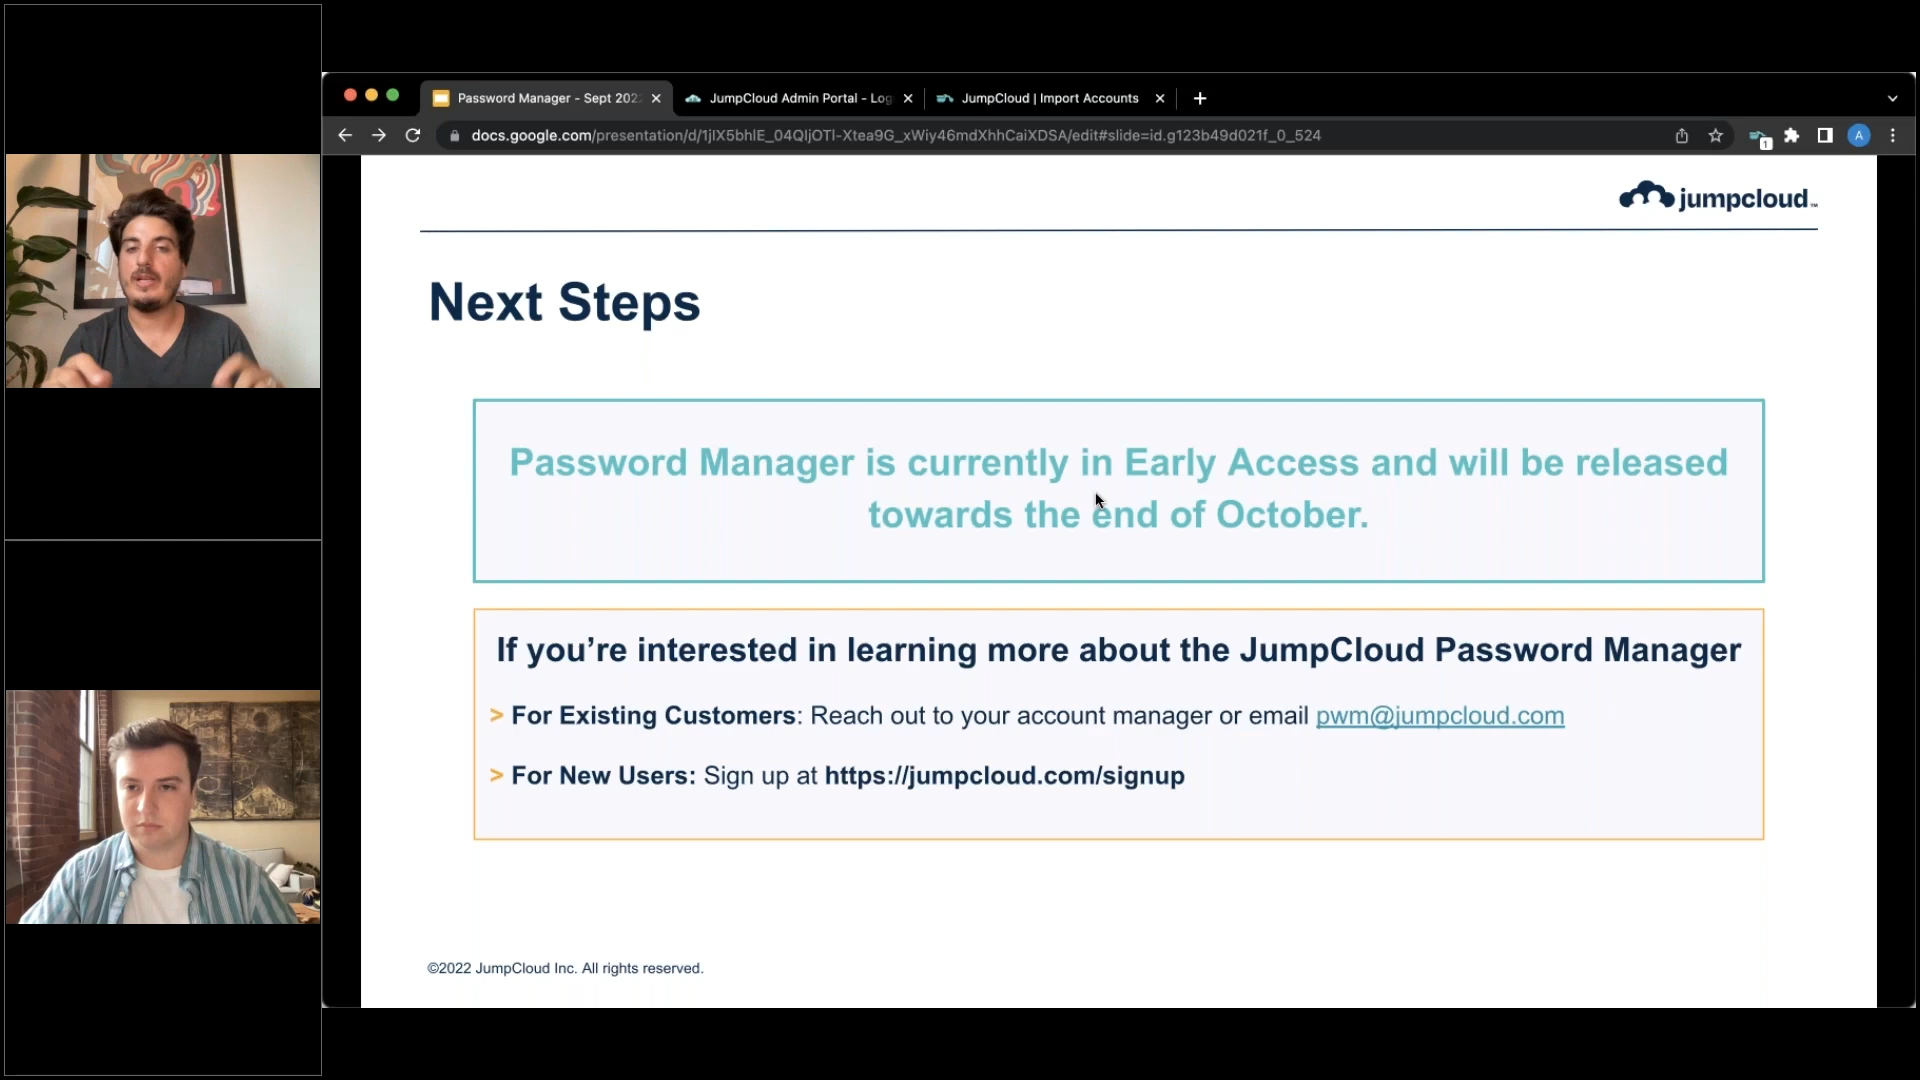 Password Manager - Sept 202
JumpCloud Admin Portal - Log
JumpCloud | Import Accounts
docs.google.com/presentation/d/1jIX5bhlE_04QIjOTI-Xtea9G_xWiy46mdXhhCaiXDSA/edit#slide=id.g123b49d021f_0_524
1
A
jumpcloud™
Next Steps
Password Manager is currently in Early Access and will be released
towards the end of October.
If you’re interested in learning more about the JumpCloud Password Manager
> For Existing Customers: Reach out to your account manager or email pwm@jumpcloud.com
> For New Users: Sign up at https://jumpcloud.com/signup
©2022 JumpCloud Inc. All rights reserved.